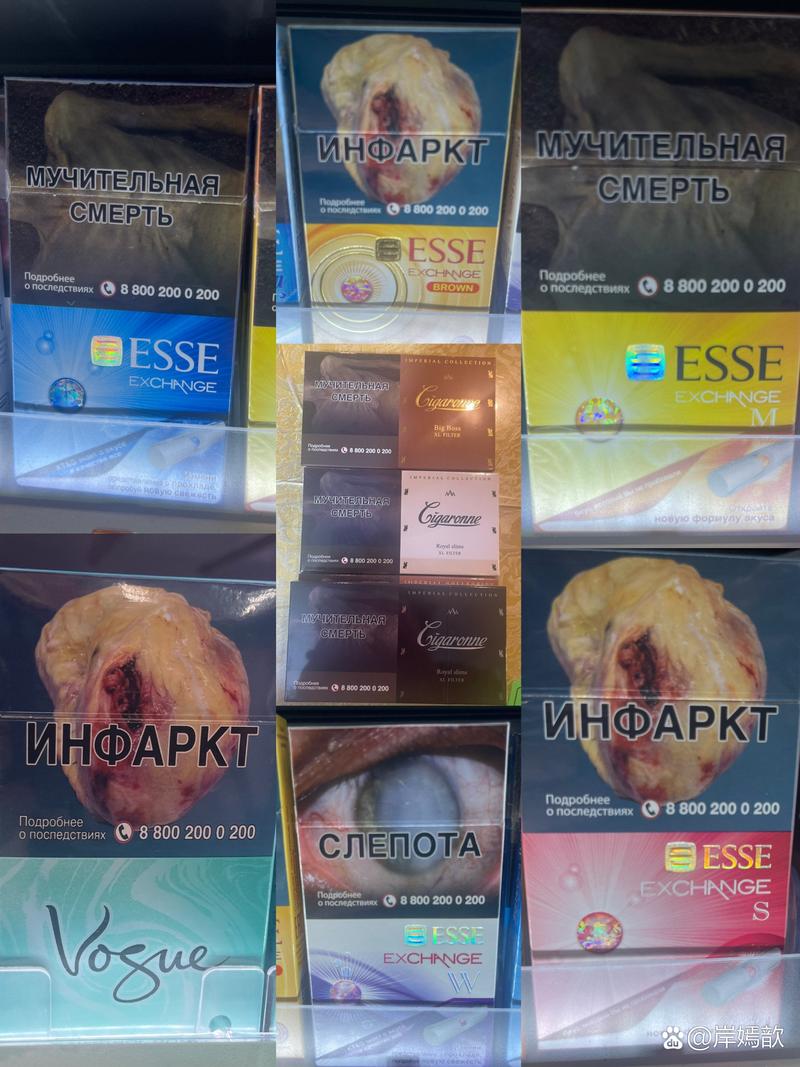 МУЧИТЕЛЬНАЯ
СМЕРТЬ
Подробнее
о последствиях 8 800 200 0 200
ESSE
EXCHANGE
ИНФАРКТ
Подробнее
о последствиях 8 800 200 0 200
ESSE
EXCHANGE
BROWN
МУЧИТЕЛЬНАЯ
СМЕРТЬ
Подробнее
о последствиях 8 800 200 0 200
ESSE
EXCHANGE
M
Откройте
новую формулу вкуса
IMPERIAL COLLECTION
МУЧИТЕЛЬНАЯ
СМЕРТЬ
Подробнее
о последствиях 8 800 200 0 200
Cigaronne
Big Boss
XL FILTER
IMPERIAL COLLECTION
МУЧИТЕЛЬНАЯ
СМЕРТЬ
Подробнее
о последствиях 8 800 200 0 200
Cigaronne
Royal slims
XL FILTER
IMPERIAL COLLECTION
МУЧИТЕЛЬНАЯ
СМЕРТЬ
Подробнее
о последствиях 8 800 200 0 200
Cigaronne
Royal slims
XL FILTER
ИНФАРКТ
Подробнее
о последствиях 8 800 200 0 200
Vogue
СЛЕПОТА
Подробнее
о последствиях 8 800 200 0 200
ESSE
EXCHANGE
W
ИНФАРКТ
Подробнее
о последствиях 8 800 200 0 200
ESSE
EXCHANGE
S
du @岸嫣歆